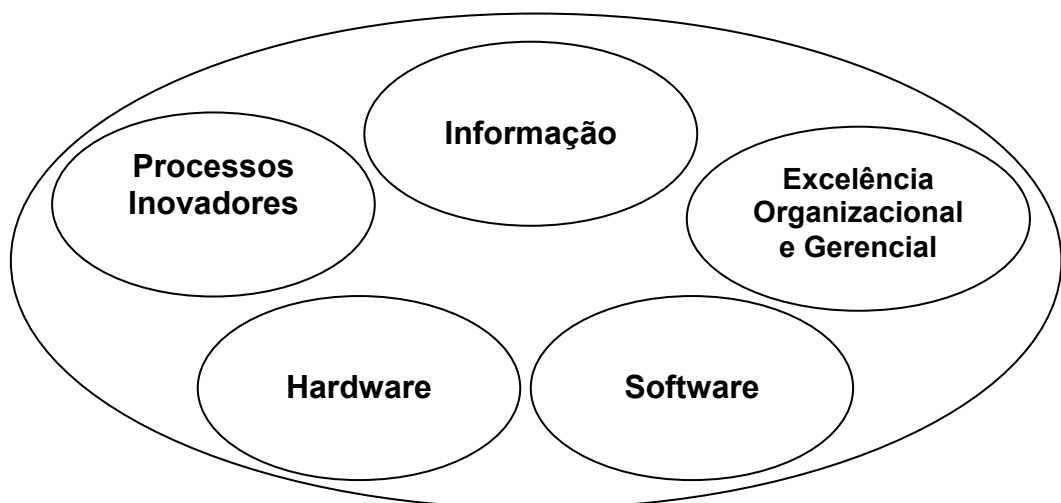 Informação
Processos
Inovadores
Excelência
Organizacional
e Gerencial
Hardware
Software